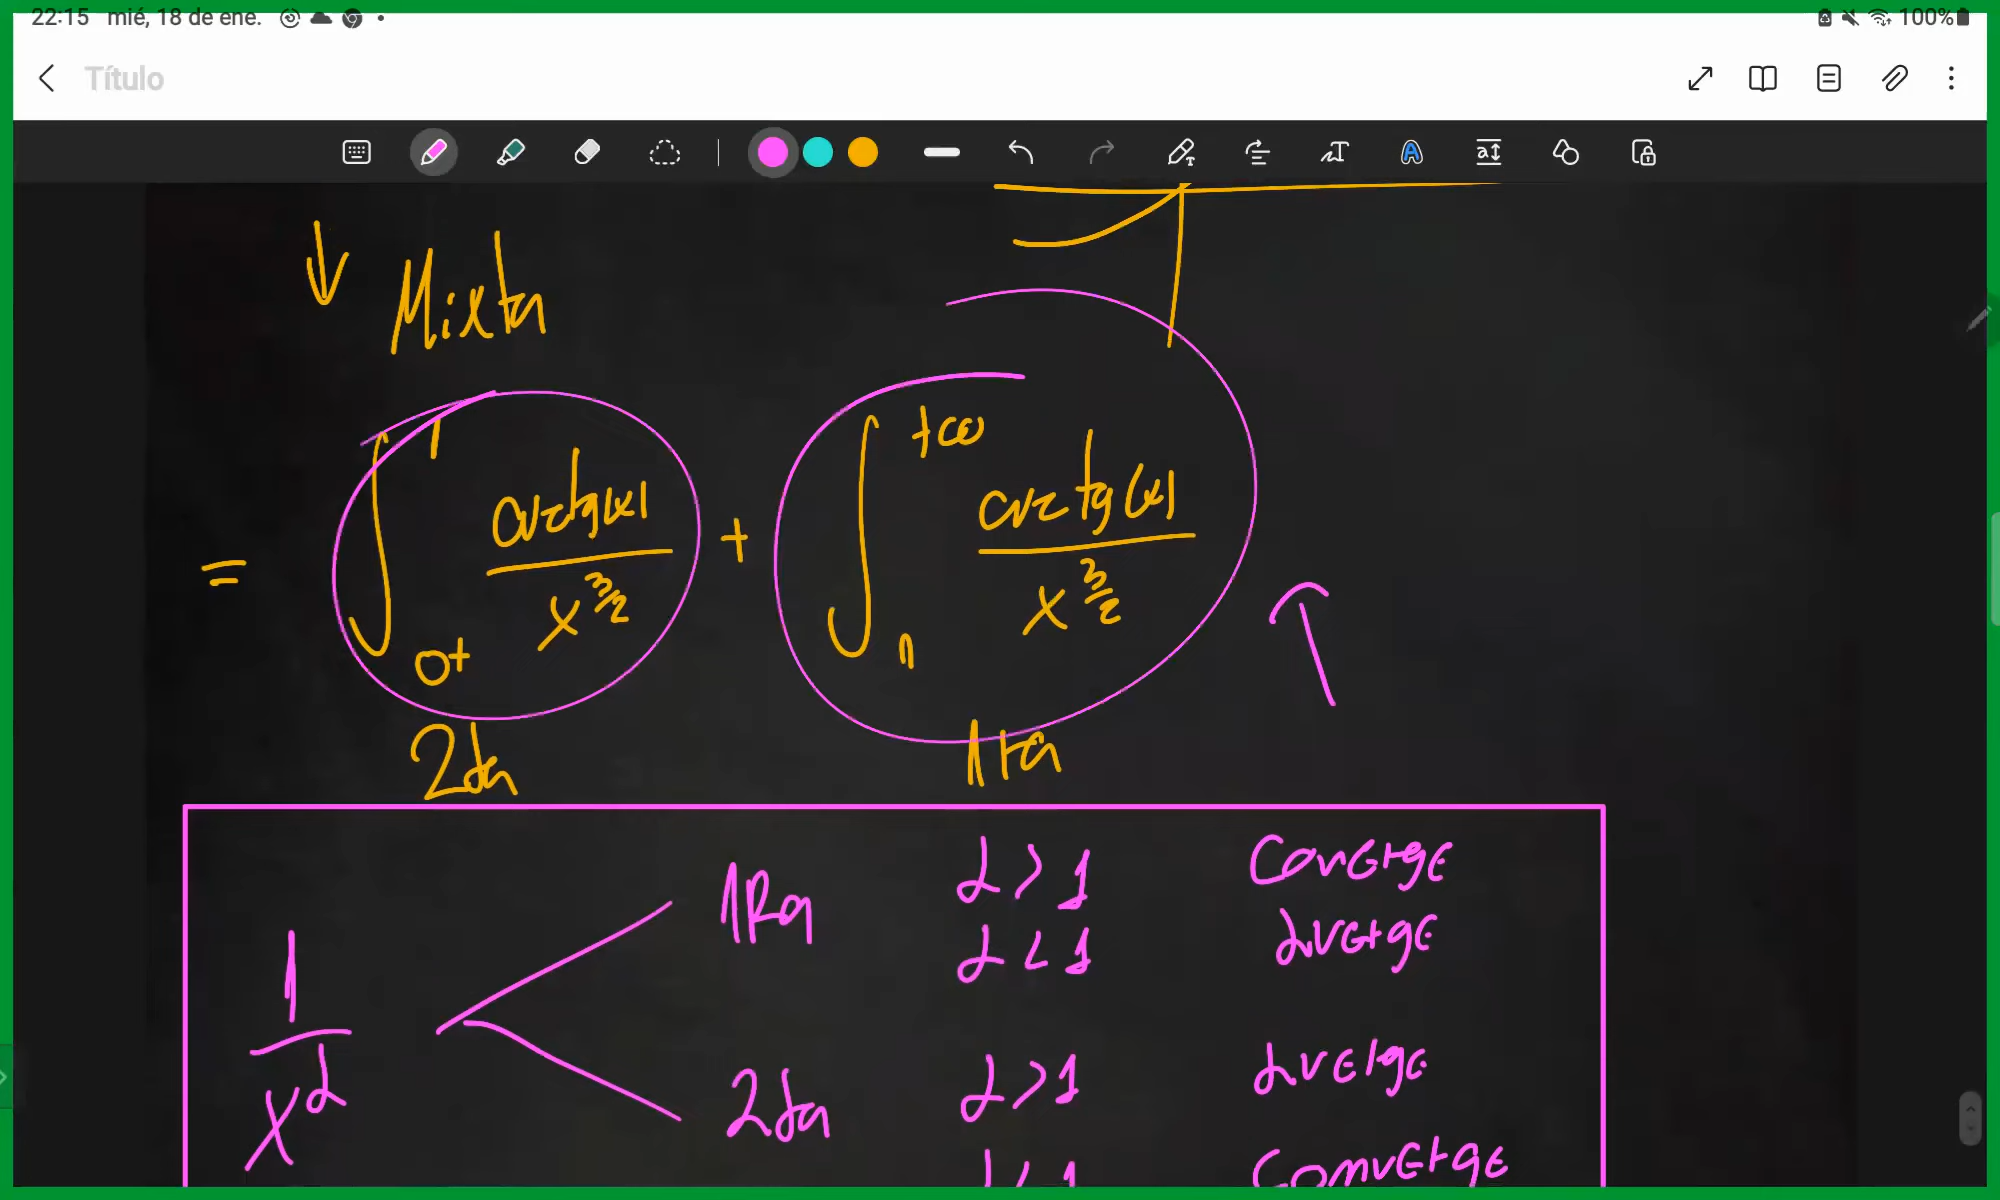 22:15 mié, 18 de ene. 100%
Título
Mixta
= ∫ 0+ 1 arctg(x) / x^3/2 + ∫ 1 +∞ arctg(x) / x^3/2
2da 1ra
1Ra α > 1 Converge
α < 1 diverge
1 / x^α
2da α > 1 diverge
α < 1 Converge